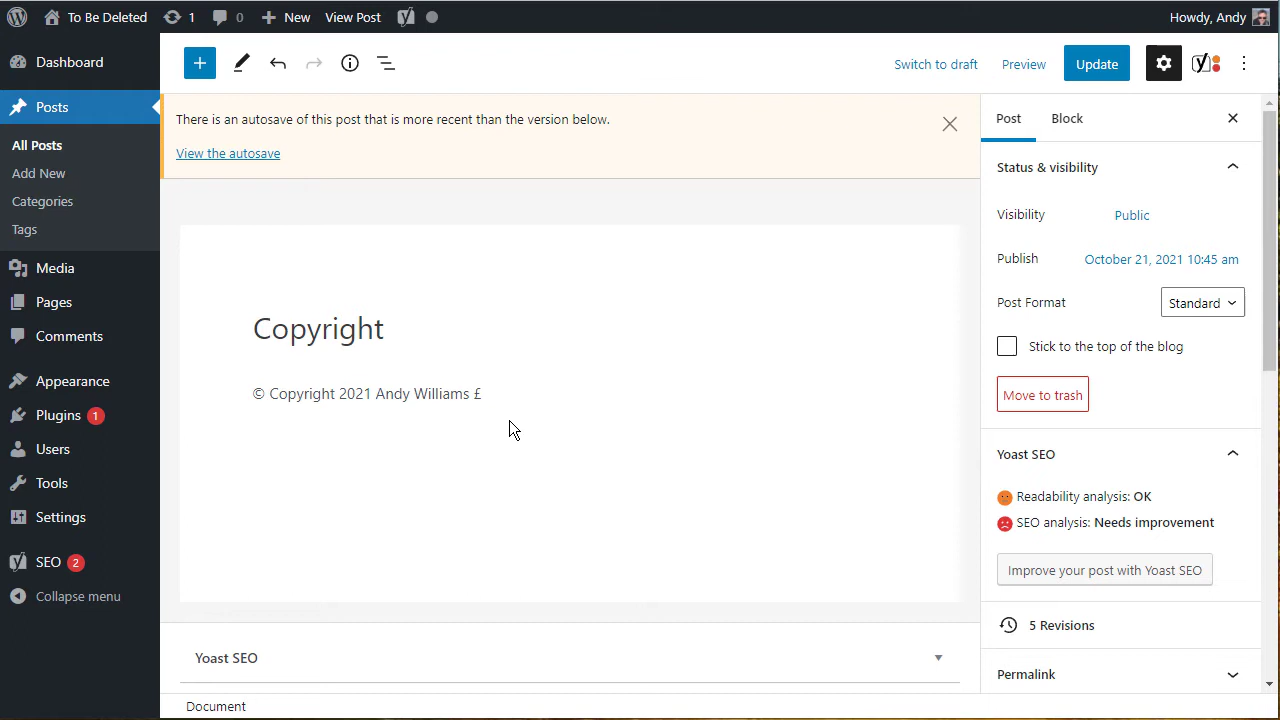 To Be Deleted 1 0 New View Post Howdy, Andy
Dashboard
Posts
All Posts
Add New
Categories
Tags
Media
Pages
Comments
Appearance
Plugins 1
Users
Tools
Settings
SEO 2
Collapse menu
Switch to draft Preview Update
There is an autosave of this post that is more recent than the version below.
View the autosave
Copyright
© Copyright 2021 Andy Williams £
Yoast SEO
Document
Post Block
Status & visibility
Visibility Public
Publish October 21, 2021 10:45 am
Post Format Standard
Stick to the top of the blog
Move to trash
Yoast SEO
Readability analysis: OK
SEO analysis: Needs improvement
Improve your post with Yoast SEO
5 Revisions
Permalink